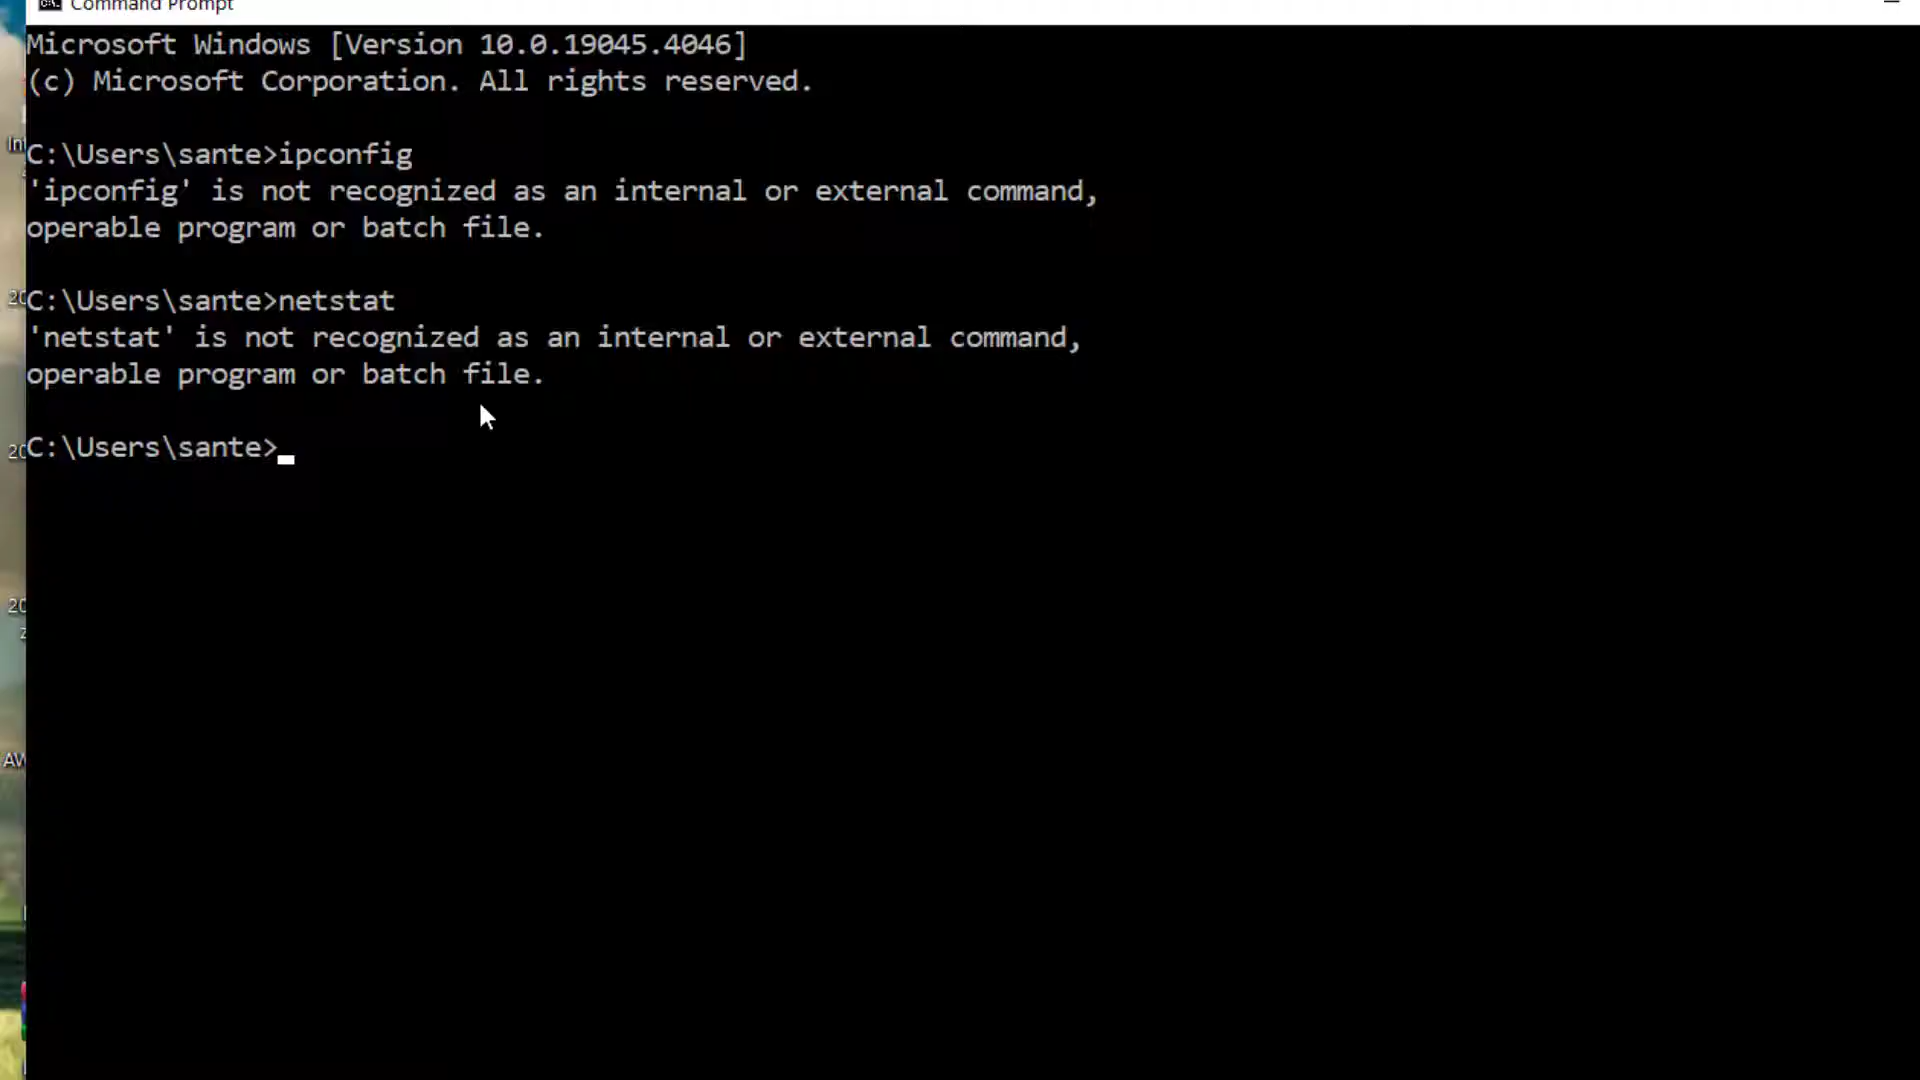 Command Prompt
Microsoft Windows [Version 10.0.19045.4046]
(c) Microsoft Corporation. All rights reserved.
C:\Users\sante>ipconfig
'ipconfig' is not recognized as an internal or external command,
operable program or batch file.
C:\Users\sante>netstat
'netstat' is not recognized as an internal or external command,
operable program or batch file.
C:\Users\sante>